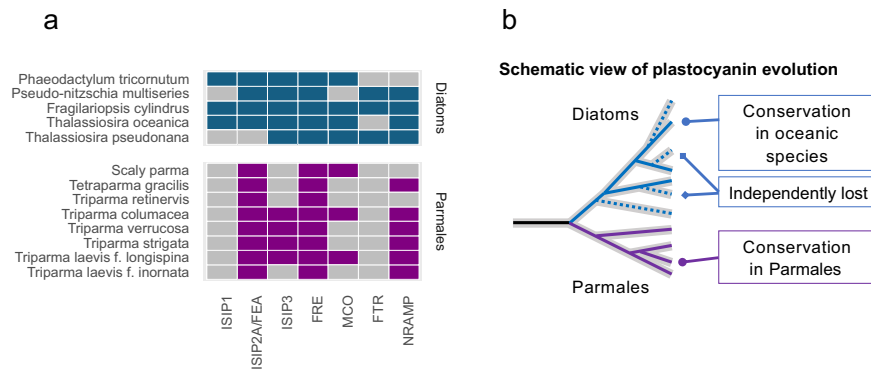 a
Phaeodactylum tricornutum
Pseudo-nitzschia multiseries
Fragilariopsis cylindrus
Thalassiosira oceanica
Thalassiosira pseudonana
Diatoms
Scaly parma
Tetraparma gracilis
Triparma retinervis
Triparma columacea
Triparma verrucosa
Triparma strigata
Triparma laevis f. longispina
Triparma laevis f. inornata
Parmales
ISIP1
ISIP2A/FEA
ISIP3
FRE
MCO
FTR
NRAMP
b
Schematic view of plastocyanin evolution
Diatoms
Conservation
in oceanic
species
Independently lost
Conservation
in Parmales
Parmales